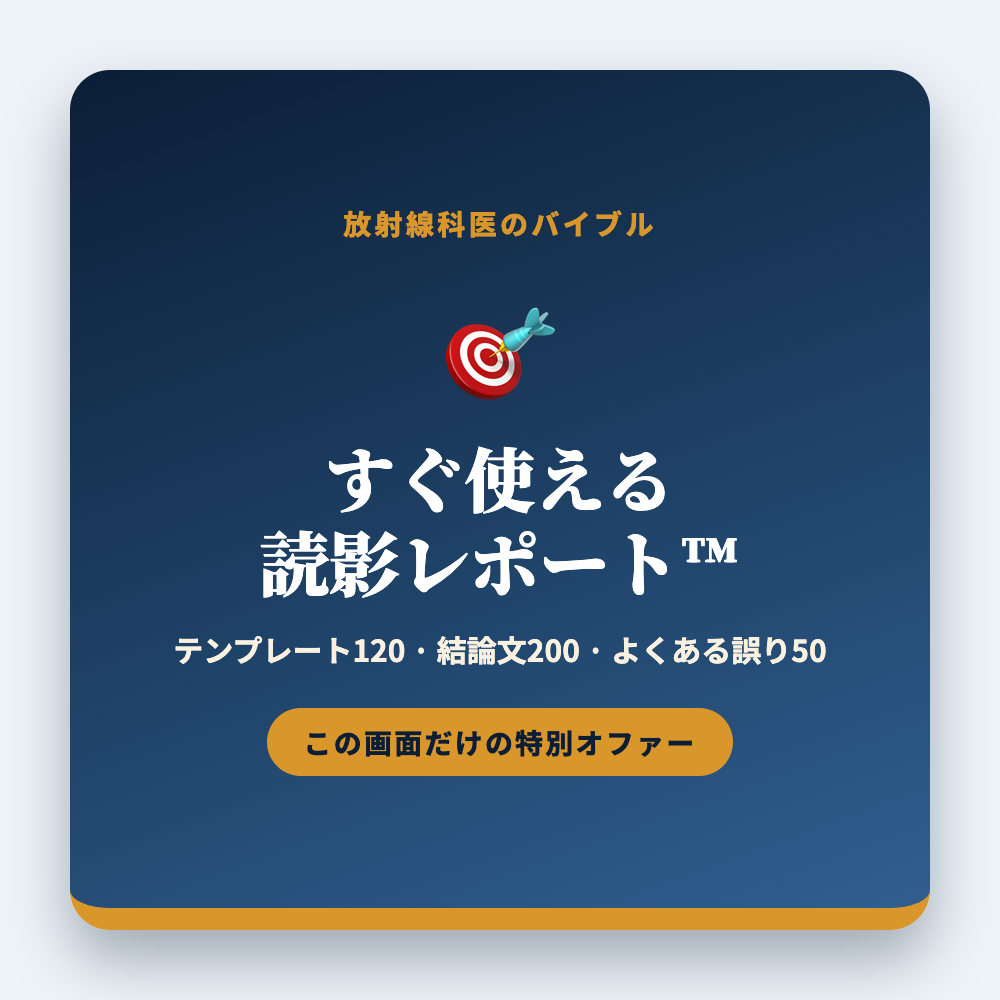 放射線科医のバイブル
すぐ使える
読影レポート™
テンプレート120・結論文200・よくある誤り50
この画面だけの特別オファー